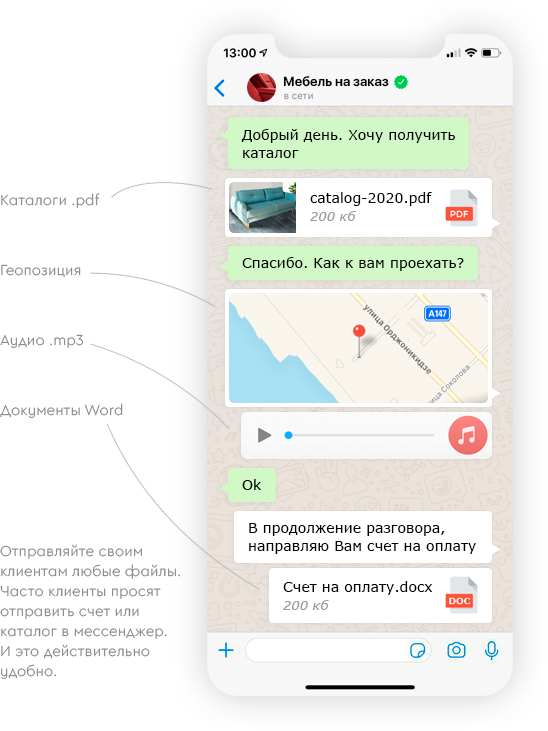 13:00
Мебель на заказ
в сети
Добрый день. Хочу получить
каталог
Каталоги .pdf
catalog-2020.pdf
200 кб
PDF
Спасибо. Как к вам проехать?
Геопозиция
А147
улица Орджоникидзе
улица Соколова
Аудио .mp3
Документы Word
Ok
В продолжение разговора,
направляю Вам счет на оплату
Счет на оплату.docx
200 кб
DOC
Отправляйте своим
клиентам любые файлы.
Часто клиенты просят
отправить счет или
каталог в мессенджер.
И это действительно
удобно.